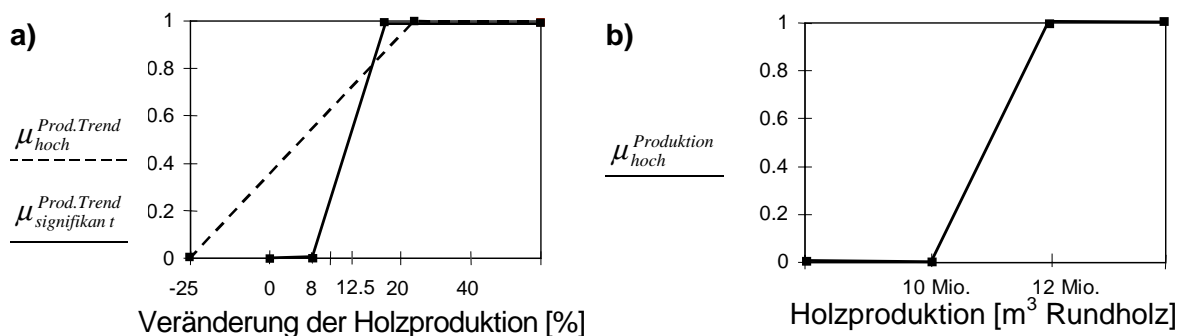 a)
μ Prod.Trend hoch
μ Prod.Trend signifikan t
1
0.8
0.6
0.4
0.2
0
-25 0 8 12.5 20 40
Veränderung der Holzproduktion [%]
b)
μ Produktion hoch
1
0.8
0.6
0.4
0.2
0
10 Mio. 12 Mio.
Holzproduktion [m³ Rundholz]